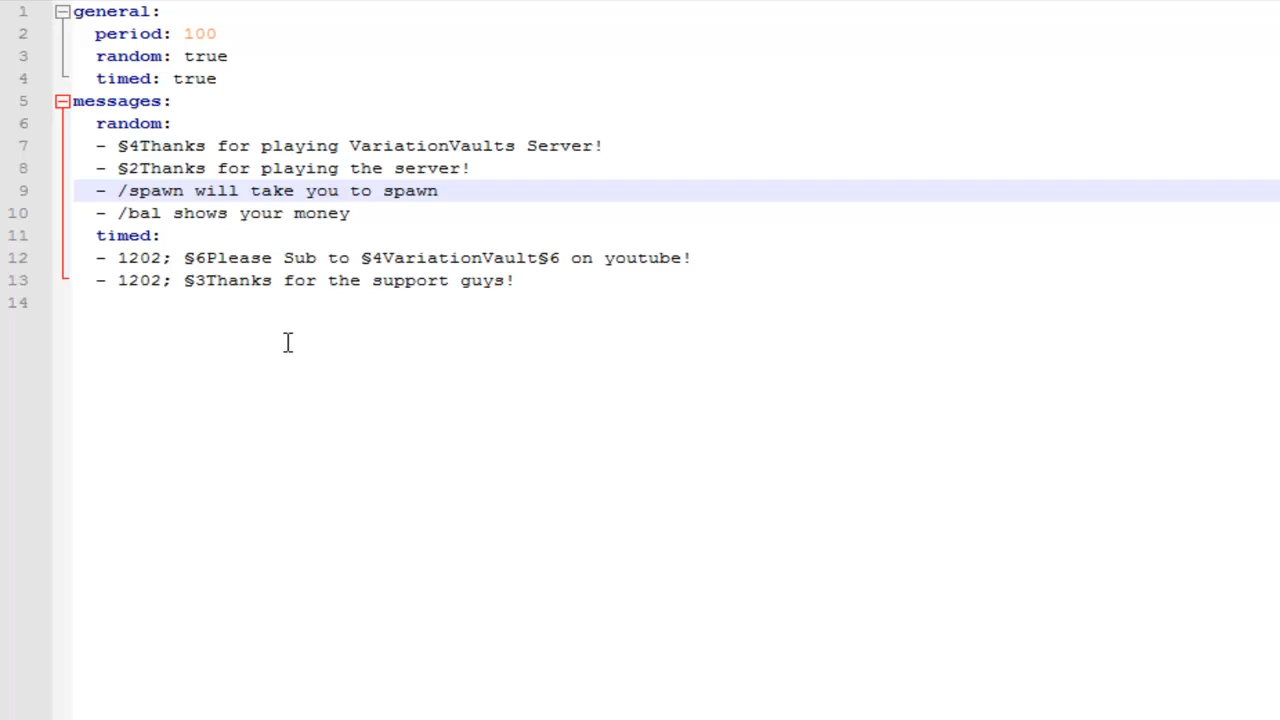 1 general:
2 period: 100
3 random: true
4 timed: true
5 messages:
6 random:
7 - §4Thanks for playing VariationVaults Server!
8 - §2Thanks for playing the server!
9 - /spawn will take you to spawn
10 - /bal shows your money
11 timed:
12 - 1202; §6Please Sub to §4VariationVault§6 on youtube!
13 - 1202; §3Thanks for the support guys!
14